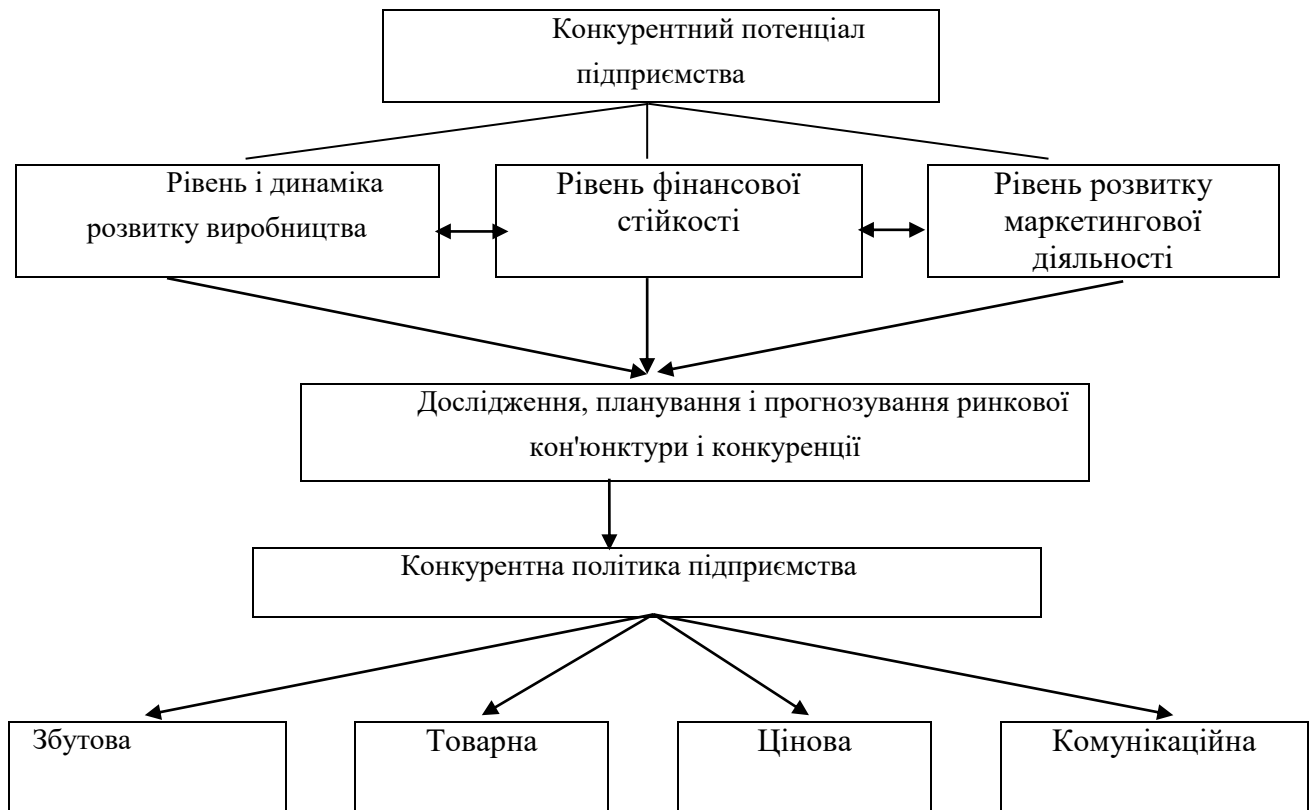 Конкурентний потенціал
підприємства
Рівень і динаміка
розвитку виробництва
Рівень фінансової
стійкості
Рівень розвитку
маркетингової
діяльності
Дослідження, планування і прогнозування ринкової
кон'юнктури і конкуренції
Конкурентна політика підприємства
Збутова
Товарна
Цінова
Комунікаційна